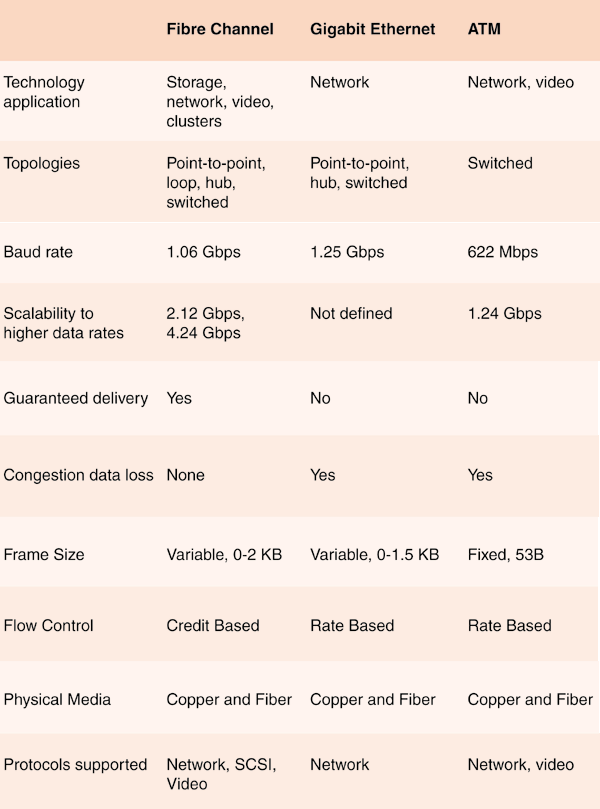 Fibre Channel Gigabit Ethernet ATM
Technology Storage, Network Network, video
application network, video,
clusters
Topologies Point-to-point, Point-to-point, Switched
loop, hub, hub, switched
switched
Baud rate 1.06 Gbps 1.25 Gbps 622 Mbps
Scalability to 2.12 Gbps, Not defined 1.24 Gbps
higher data rates 4.24 Gbps
Guaranteed delivery Yes No No
Congestion data loss None Yes Yes
Frame Size Variable, 0-2 KB Variable, 0-1.5 KB Fixed, 53B
Flow Control Credit Based Rate Based Rate Based
Physical Media Copper and Fiber Copper and Fiber Copper and Fiber
Protocols supported Network, SCSI, Network Network, video
Video